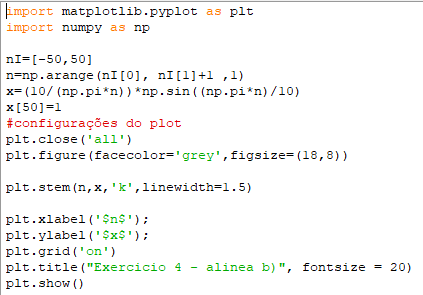 import matplotlib.pyplot as plt
import numpy as np
nI=[-50,50]
n=np.arange(nI[0], nI[1]+1 ,1)
x=(10/(np.pi*n))*np.sin((np.pi*n)/10)
x[50]=1
#configurações do plot
plt.close('all')
plt.figure(facecolor='grey',figsize=(18,8))
plt.stem(n,x,'k',linewidth=1.5)
plt.xlabel('$n$');
plt.ylabel('$x$');
plt.grid('on')
plt.title("Exercicio 4 - alinea b)", fontsize = 20)
plt.show()